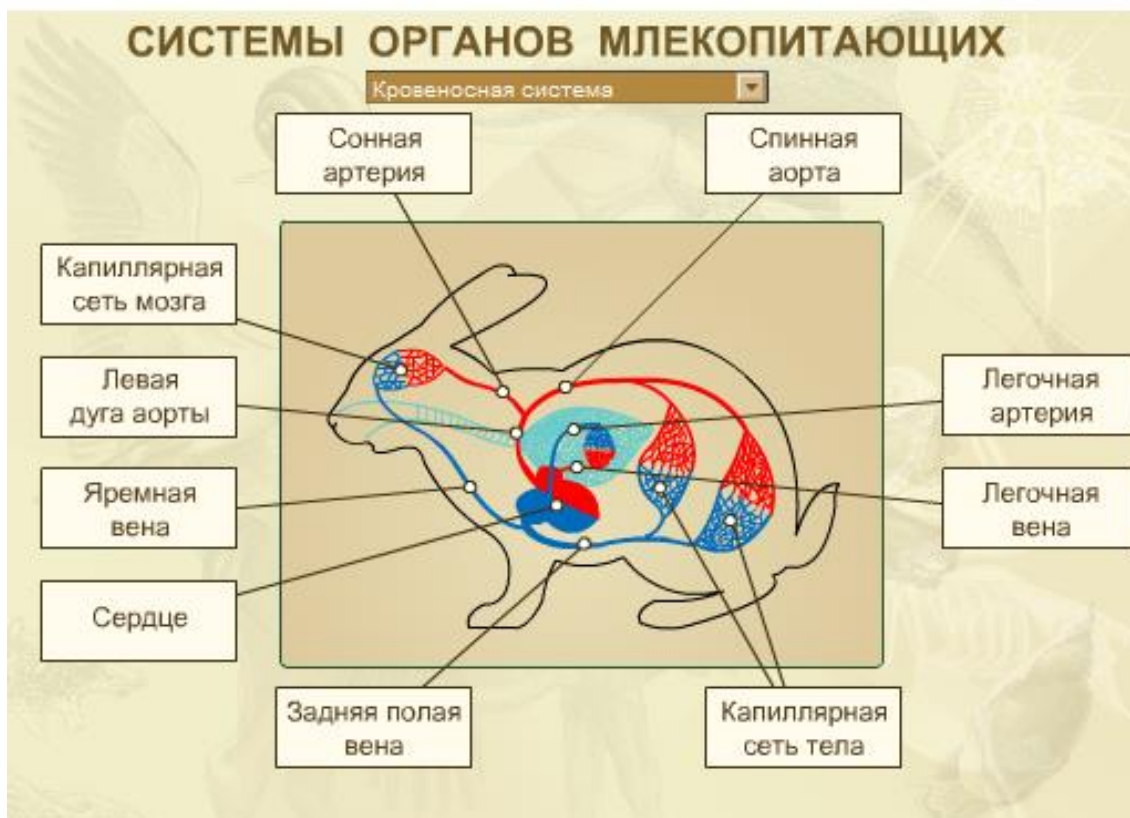 СИСТЕМЫ ОРГАНОВ МЛЕКОПИТАЮЩИХ
Кровеносная система
Сонная
артерия
Спинная
аорта
Капиллярная
сеть мозга
Левая
дуга аорты
Яремная
вена
Сердце
Легочная
артерия
Легочная
вена
Задняя полая
вена
Капиллярная
сеть тела